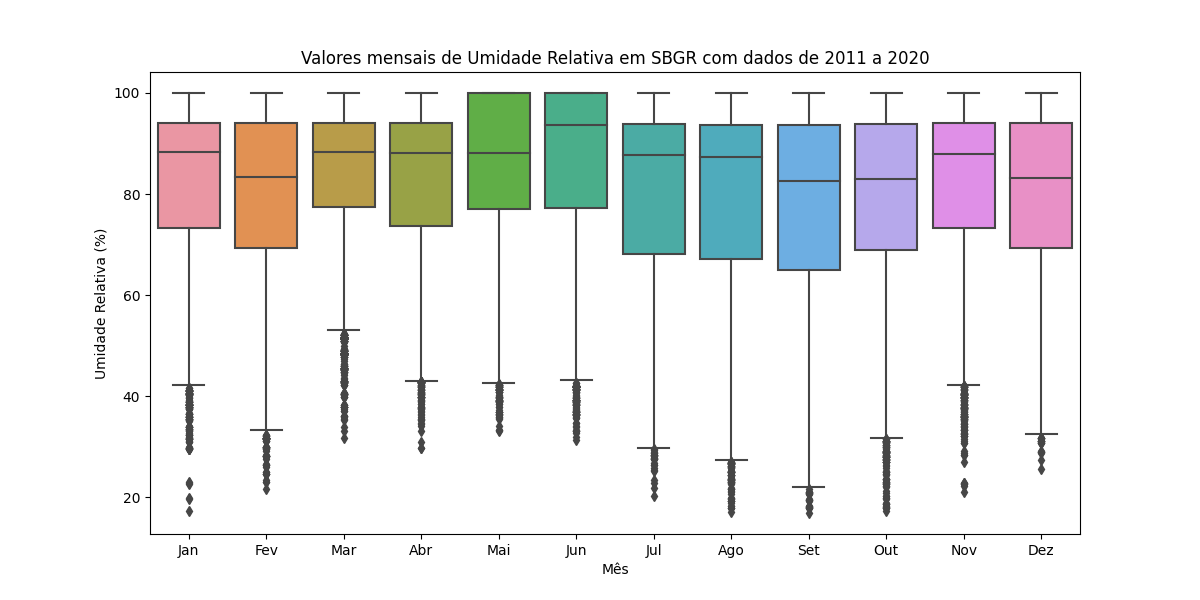 Valores mensais de Umidade Relativa em SBGR com dados de 2011 a 2020
Umidade Relativa (%)
100
80
60
40
20
Jan Fev Mar Abr Mai Jun Jul Ago Set Out Nov Dez
Mês